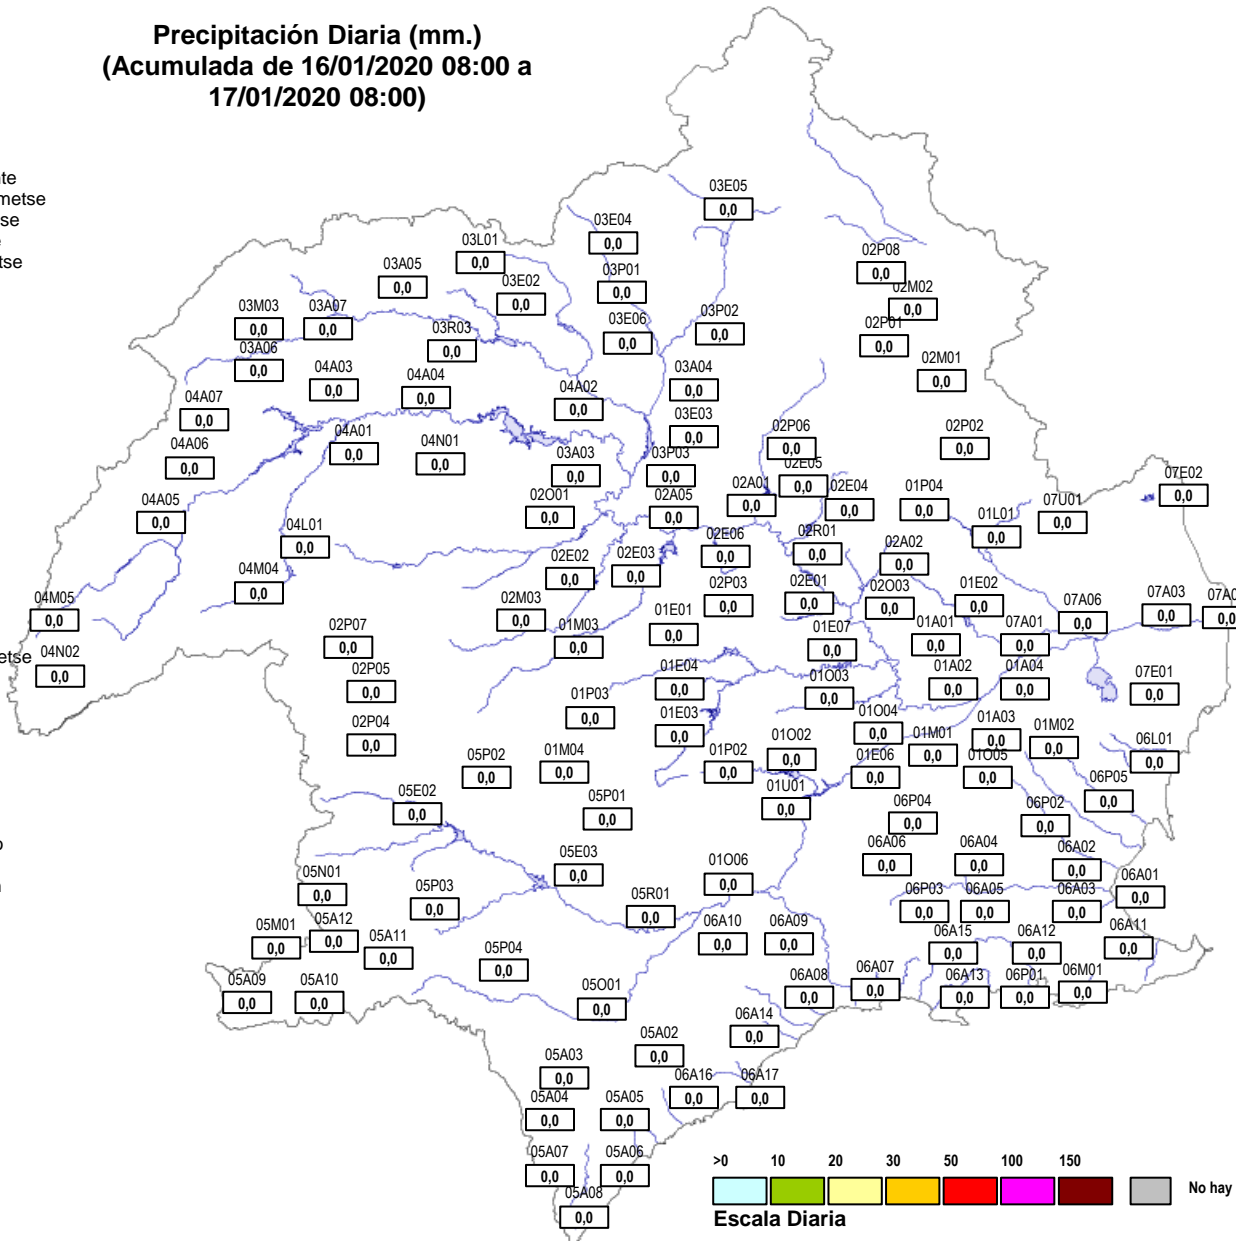 Precipitación Diaria (mm.)
(Acumulada de 16/01/2020 08:00 a
17/01/2020 08:00)
03E05
0,0
03E04
0,0
03L01
0,0
02P08
0,0
03A05
0,0
03P01
0,0
03E02
0,0
02M02
0,0
03M03
0,0
03A07
0,0
03E06
0,0
03P02
0,0
02P01
0,0
03R03
0,0
03A06
0,0
02M01
0,0
04A03
0,0
04A04
0,0
03A04
0,0
04A02
0,0
04A07
0,0
03E03
0,0
04A01
0,0
04N01
0,0
02P06
0,0
02P02
0,0
04A06
0,0
03A03
0,0
03P03
0,0
02E05
0,0
07E02
0,0
04A05
0,0
02O01
0,0
02A05
0,0
02A01
0,0
02E04
0,0
01P04
0,0
07U01
0,0
01L01
0,0
04L01
0,0
02E06
0,0
02R01
0,0
02A02
0,0
02E02
0,0
02E03
0,0
04M04
0,0
02P03
0,0
02E01
0,0
02O03
0,0
01E02
0,0
04M05
0,0
02M03
0,0
07A06
0,0
07A03
0,0
07A0
0,0
01E01
0,0
02P07
0,0
01M03
0,0
01E07
0,0
01A01
0,0
07A01
0,0
etse
04N02
0,0
02P05
0,0
01E04
0,0
01O03
0,0
01A02
0,0
01A04
0,0
07E01
0,0
01P03
0,0
02P04
0,0
01E03
0,0
01O04
0,0
01A03
0,0
01M02
0,0
01O02
0,0
01M01
0,0
06L01
0,0
05P02
0,0
01M04
0,0
01P02
0,0
01E06
0,0
01O05
0,0
05E02
0,0
05P01
0,0
01U01
0,0
06P04
0,0
06P02
0,0
06P05
0,0
05E03
0,0
06A06
0,0
06A04
0,0
06A02
0,0
05N01
0,0
05P03
0,0
01O06
0,0
06A01
0,0
05R01
0,0
06P03
0,0
06A05
0,0
06A03
0,0
05M01
0,0
05A12
0,0
05A11
0,0
06A10
0,0
06A09
0,0
06A15
0,0
06A12
0,0
06A11
0,0
05P04
0,0
05A09
0,0
05A10
0,0
05O01
0,0
06A08
0,0
06A07
0,0
06A13
0,0
06P01
0,0
06M01
0,0
05A02
0,0
06A14
0,0
05A03
0,0
06A16
0,0
06A17
0,0
05A04
0,0
05A05
0,0
05A07
0,0
05A06
0,0
05A08
0,0
>0 10 20 30 50 100 150
No hay
Escala Diaria